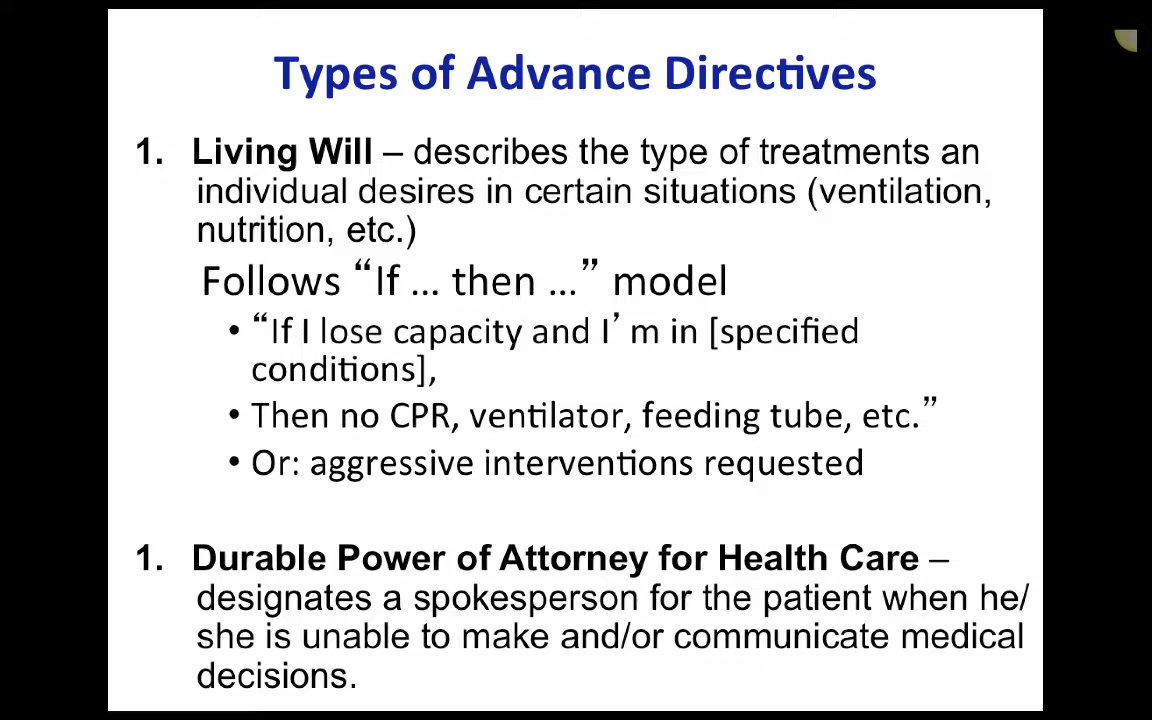 Types of Advance Directives
1. Living Will – describes the type of treatments an
individual desires in certain situations (ventilation,
nutrition, etc.)
Follows “If … then …” model
• “If I lose capacity and I’ m in [specified
conditions],
• Then no CPR, ventilator, feeding tube, etc.”
• Or: aggressive interventions requested
1. Durable Power of Attorney for Health Care –
designates a spokesperson for the patient when he/
she is unable to make and/or communicate medical
decisions.